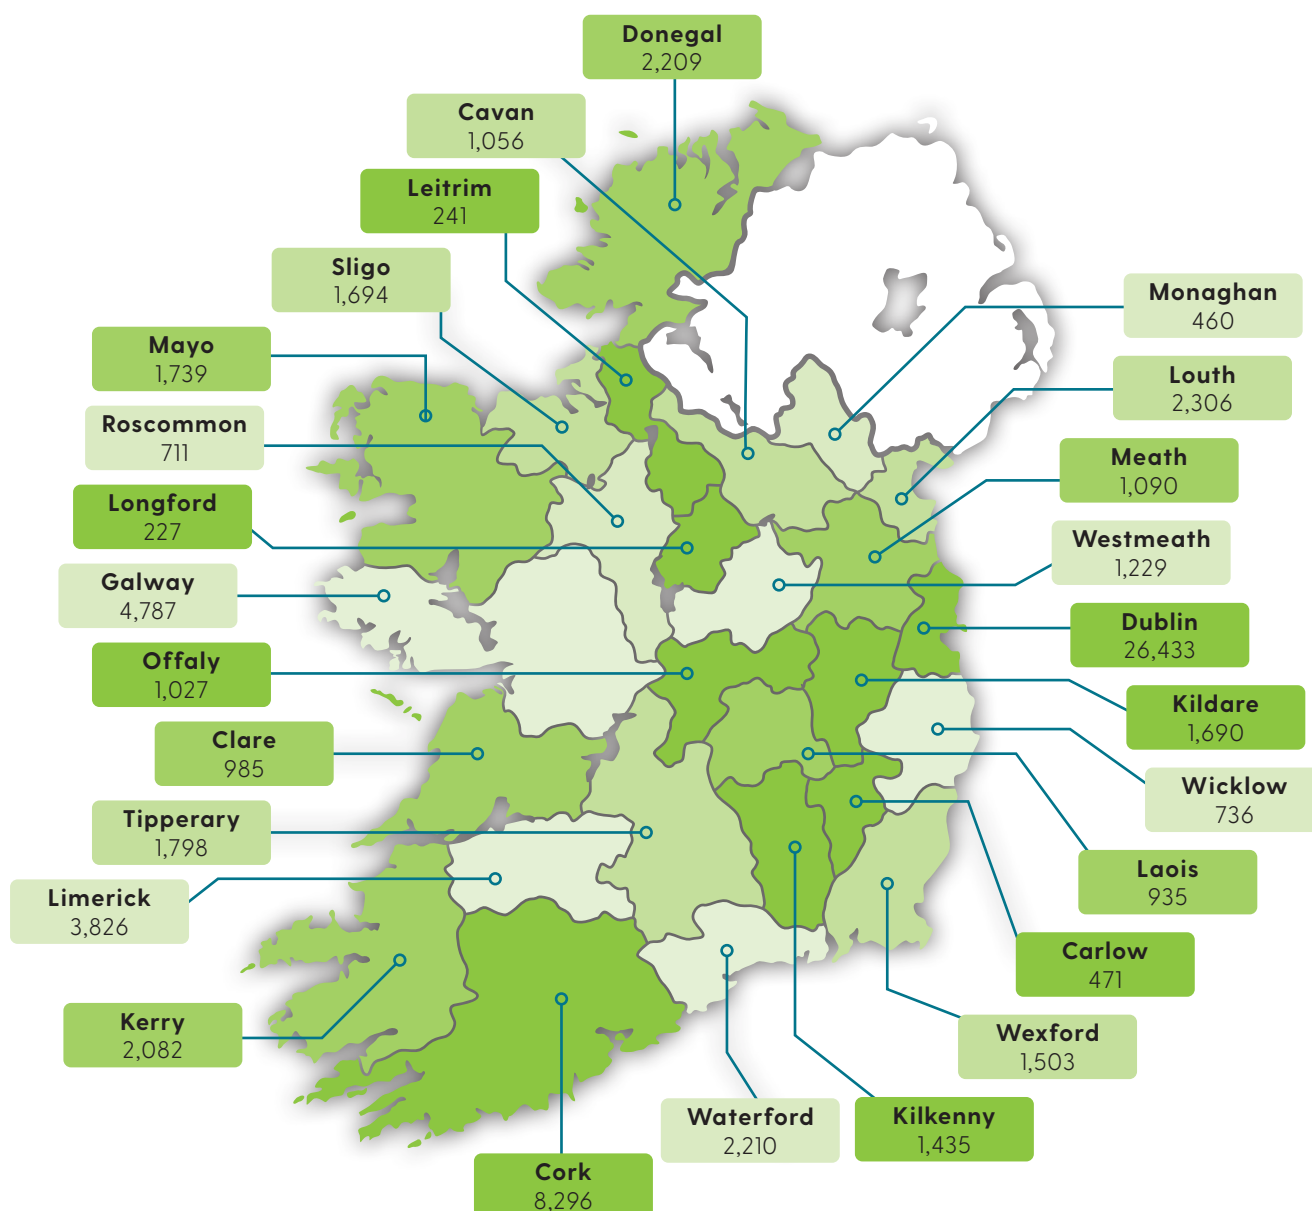 Donegal
2,209
Cavan
1,056
Leitrim
241
Sligo
1,694
Monaghan
460
Mayo
1,739
Louth
2,306
Roscommon
711
Meath
1,090
Longford
227
Westmeath
1,229
Galway
4,787
Dublin
26,433
Offaly
1,027
Kildare
1,690
Clare
985
Wicklow
736
Tipperary
1,798
Laois
935
Limerick
3,826
Carlow
471
Kerry
2,082
Wexford
1,503
Waterford
2,210
Kilkenny
1,435
Cork
8,296